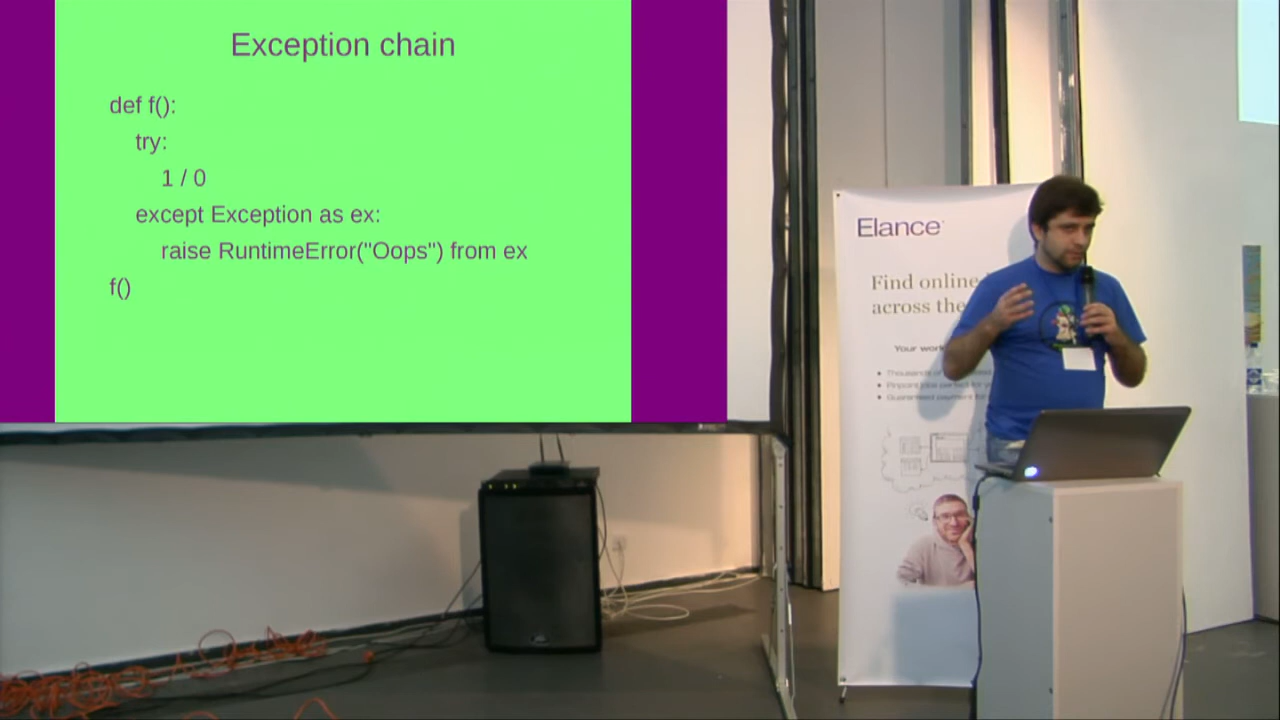 Exception chain
def f():
try:
1 / 0
except Exception as ex:
raise RuntimeError("Oops") from ex
f()
Elance
Find online
across the
Your work